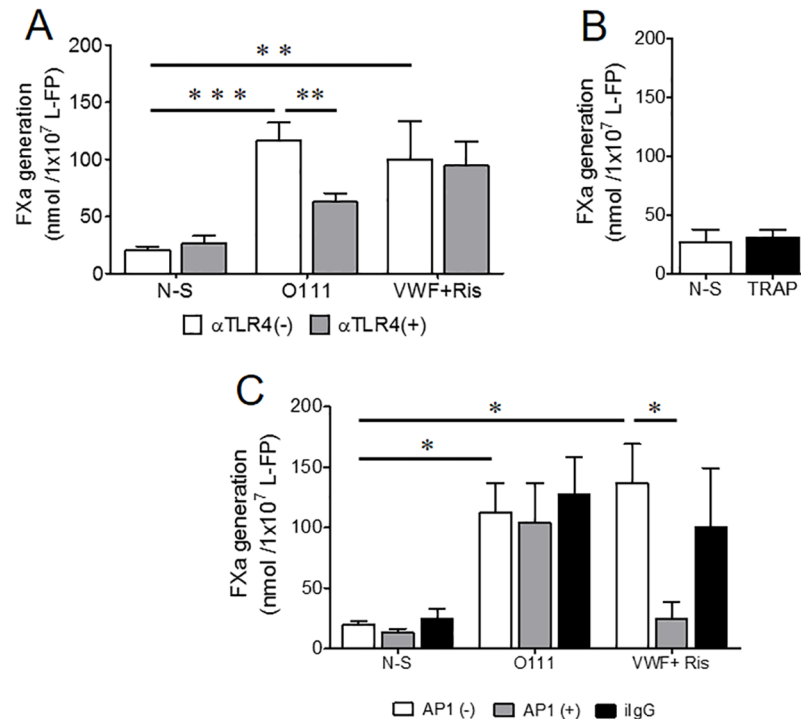 A
FXa generation
(nmol /1x10⁷ L-FP)
200
150
100
50
0
** 
*** **
N-S O111 VWF+Ris
αTLR4(-) αTLR4(+)
B
FXa generation
(nmol /1x10⁷ L-FP)
200
150
100
50
0
N-S TRAP
C
FXa generation
(nmol /1x10⁷ L-FP)
200
150
100
50
0
* *
*
N-S O111 VWF+ Ris
AP1 (-) AP1 (+) iIgG